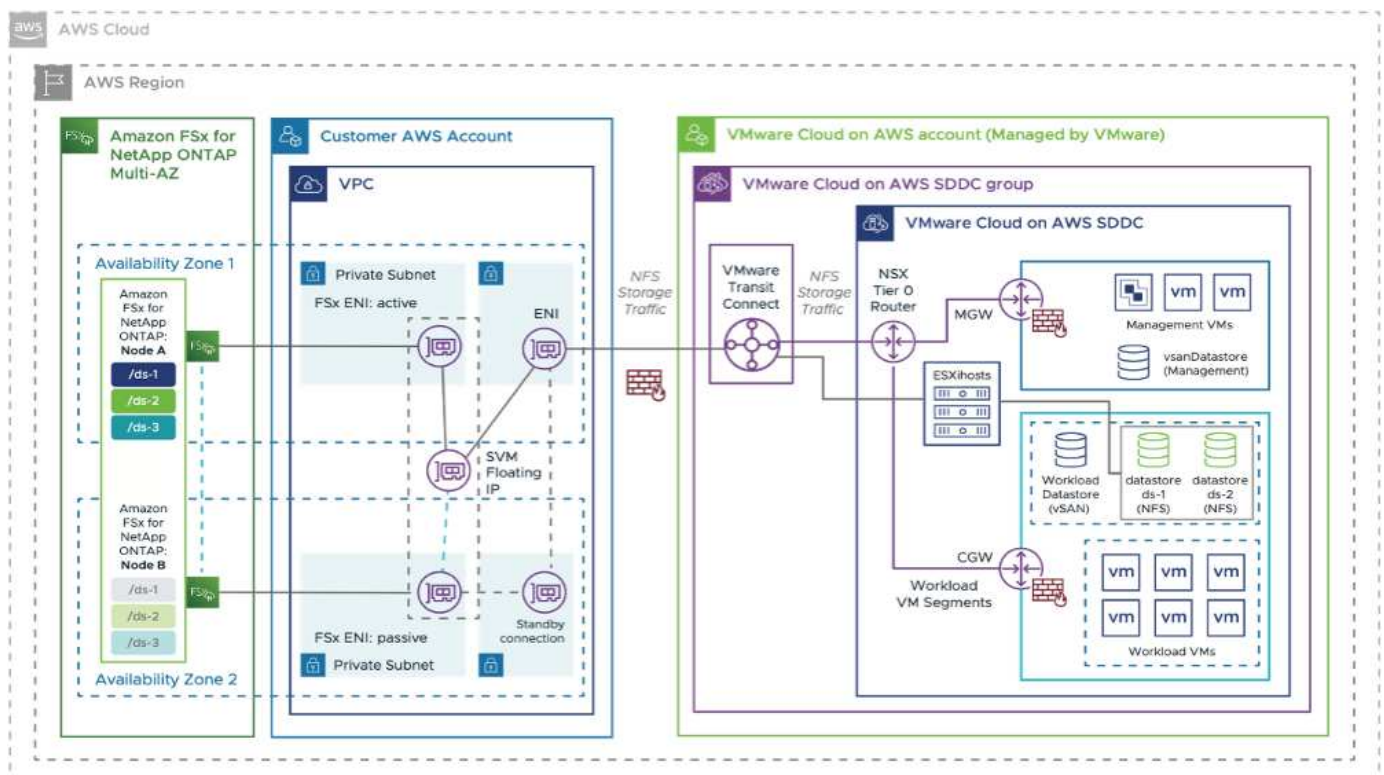 aws
AWS Cloud
AWS Region
FSx
Amazon FSx for
NetApp ONTAP
Multi-AZ
Customer AWS Account
VPC
VMware Cloud on AWS account (Managed by VMware)
VMware Cloud on AWS SDDC group
VMware Cloud on AWS SDDC
Availability Zone 1
Amazon
FSx for
NetApp
ONTAP:
Node A
/ds-1
/ds-2
/ds-3
FSx
Private Subnet
FSx ENI: active
ENI
SVM
Floating
IP
NFS
Storage
Traffic
VMware
Transit
Connect
NFS
Storage
Traffic
NSX
Tier 0
Router
MGW
vm
vm
Management VMs
vsanDatastore
(Management)
ESXihosts
Workload
Datastore
(vSAN)
datastore
ds-1
(NFS)
datastore
ds-2
(NFS)
Amazon
FSx for
NetApp
ONTAP:
Node B
/ds-1
/ds-2
/ds-3
FSx
FSx ENI: passive
Private Subnet
Standby
connection
Availability Zone 2
CGW
Workload
VM Segments
vm
vm
vm
vm
vm
vm
Workload VMs